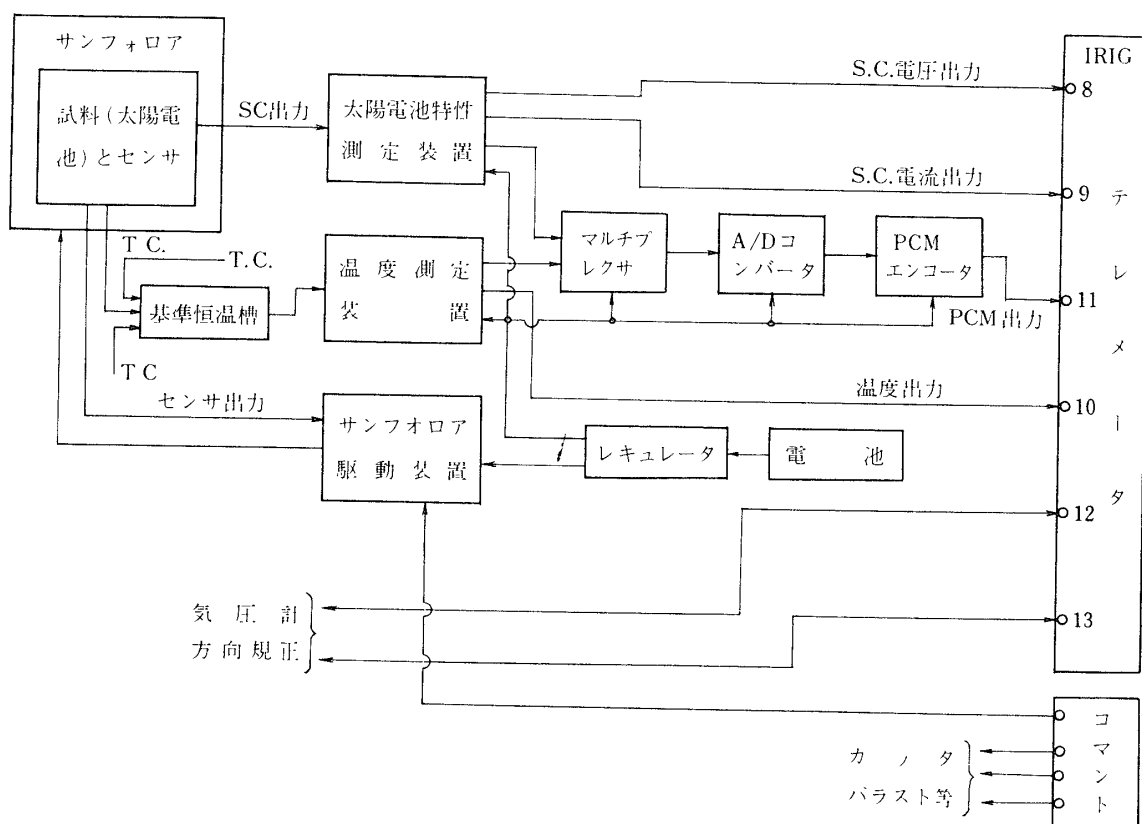 サンフォロア
試料(太陽電
池)とセンサ
SC出力
太陽電池特性
測定装置
S.C.電圧出力
S.C.電流出力
IRIG
テレメータ
8
9
11
10
12
13
T C.
T.C.
基準恒温槽
T C
温度測定
装置
マルチプ
レクサ
A/Dコ
ンバータ
PCM
エンコータ
PCM出力
温度出力
センサ出力
サンフオロア
駆動装置
レキュレータ
電池
気圧計
方向規正
コマント
カノタ
バラスト等